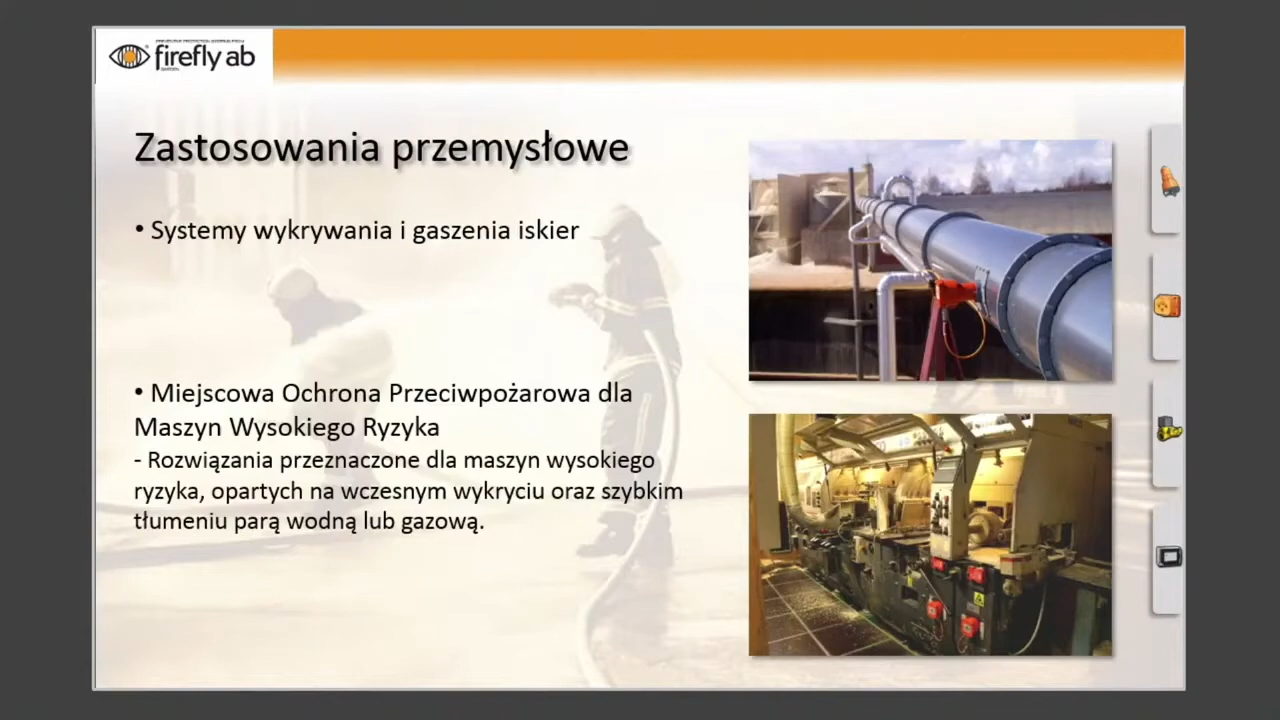 firefly ab
Zastosowania przemysłowe
• Systemy wykrywania i gaszenia iskier
• Miejscowa Ochrona Przeciwpożarowa dla
Maszyn Wysokiego Ryzyka
- Rozwiązania przeznaczone dla maszyn wysokiego
ryzyka, opartych na wczesnym wykryciu oraz szybkim
tłumeniu parą wodną lub gazową.